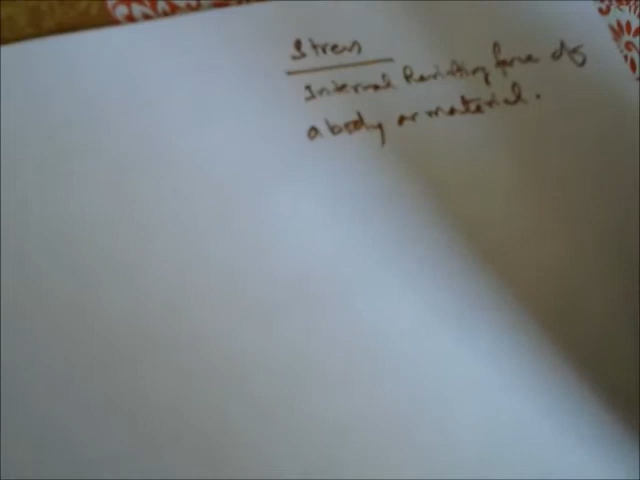 Stress
Internal Resisting force of
a body or material.